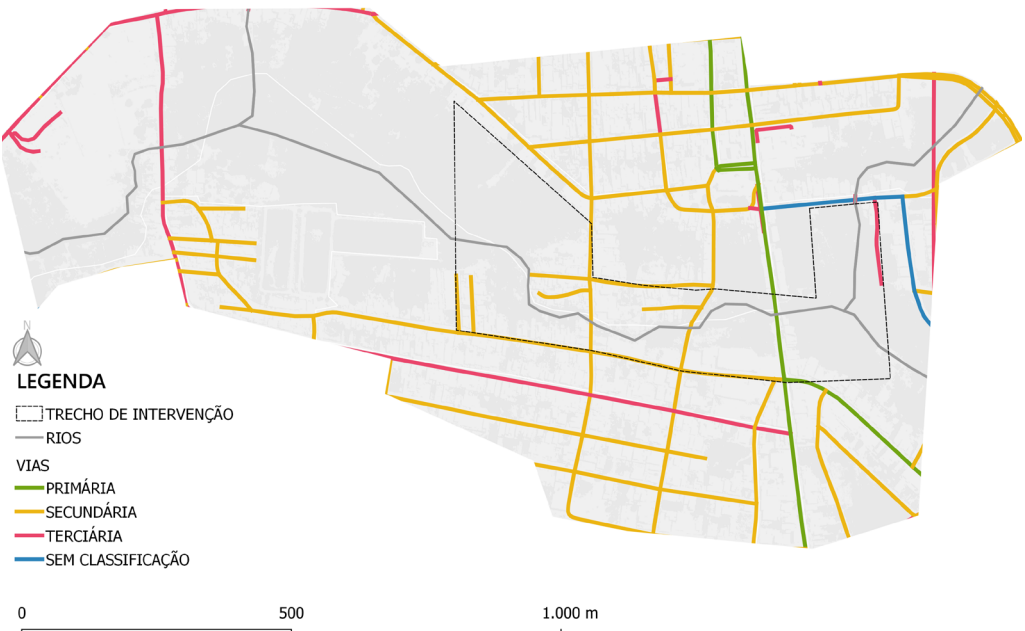 N
LEGENDA
TRECHO DE INTERVENÇÃO
RIOS
VIAS
PRIMÁRIA
SECUNDÁRIA
TERCIÁRIA
SEM CLASSIFICAÇÃO
0 500 1.000 m